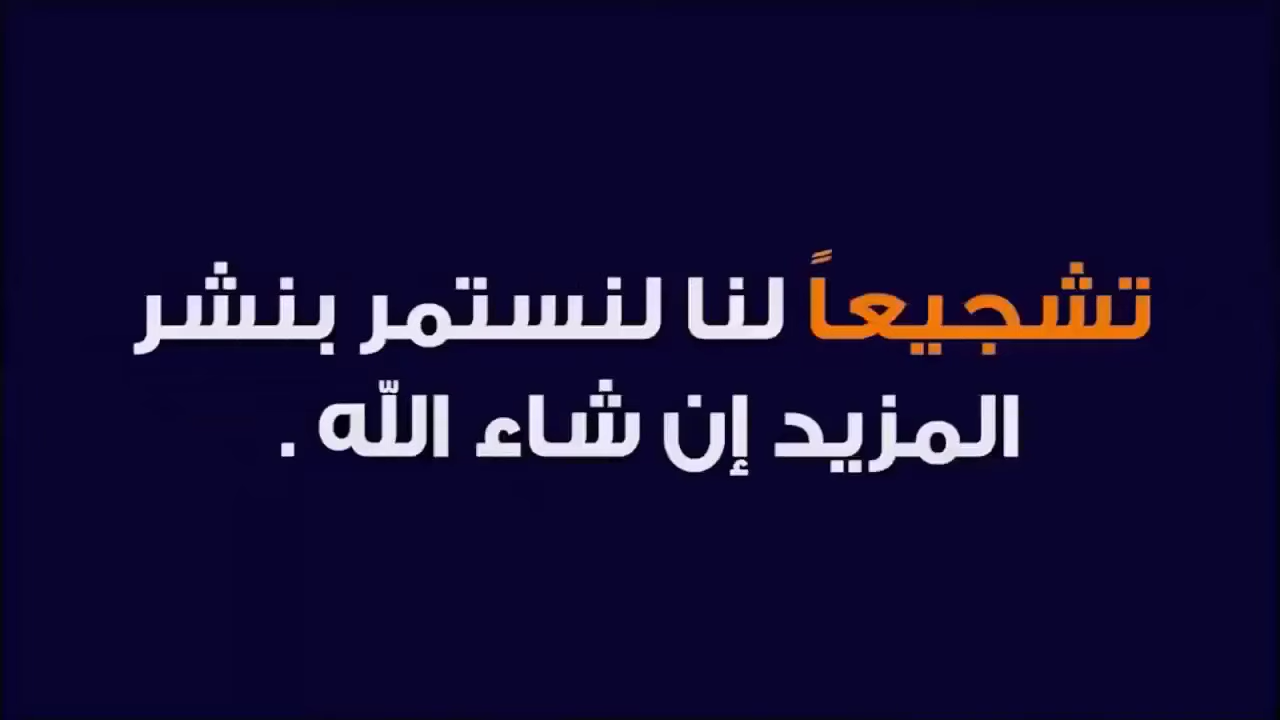 تشجيعاً لنا لنستمر بنشر
المزيد إن شاء اللّه .